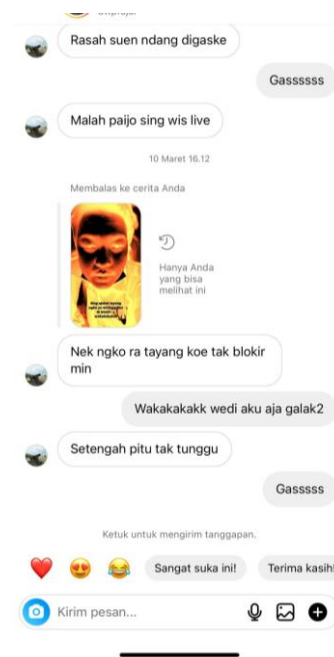 Rasah suen ndang digaske
Gassssss
Malah paijo sing wis live
10 Maret 16.12
Membalas ke cerita Anda
Hanya Anda
yang bisa
melihat ini
Nek ngko ra tayang koe tak blokir
min
Wakakakakk wedi aku aja galak2
Setengah pitu tak tunggu
Gasssss
Ketuk untuk mengirim tanggapan.
Sangat suka ini!
Terima kasih!
Kirim pesan...